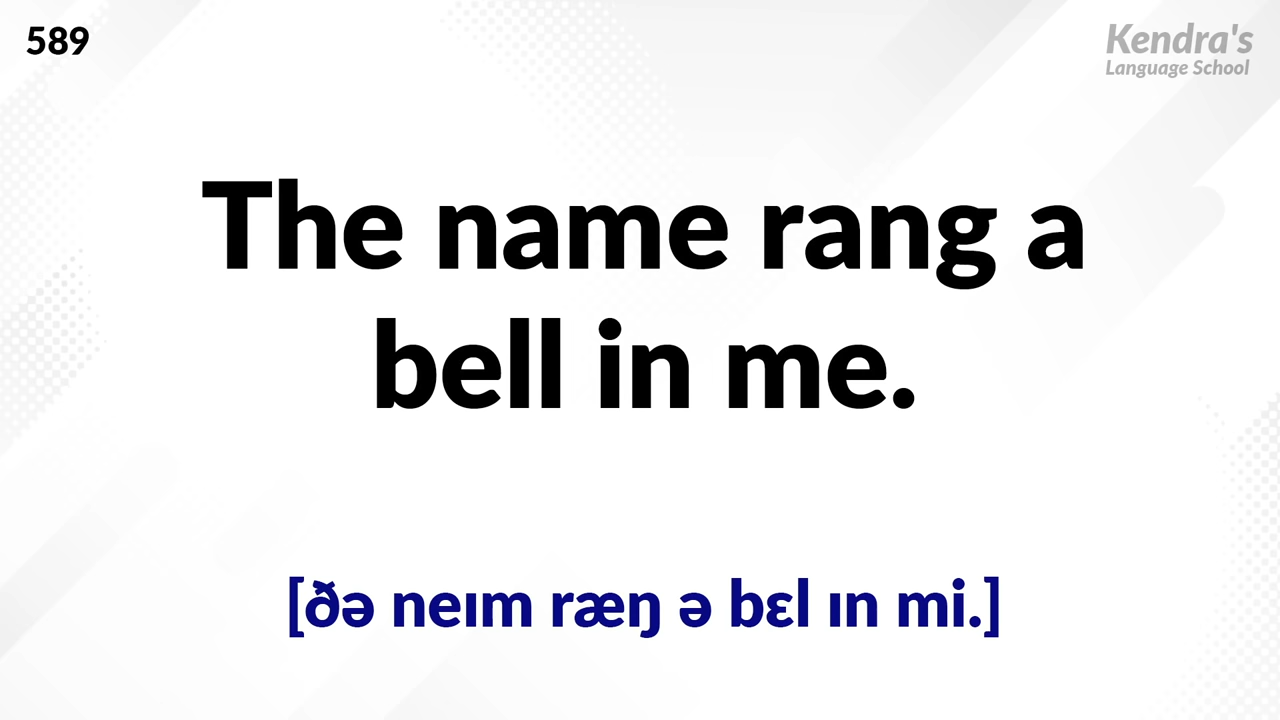 589
Kendra's
Language School
The name rang a
bell in me.
[ðə neɪm ræŋ ə bɛl ɪn mi.]